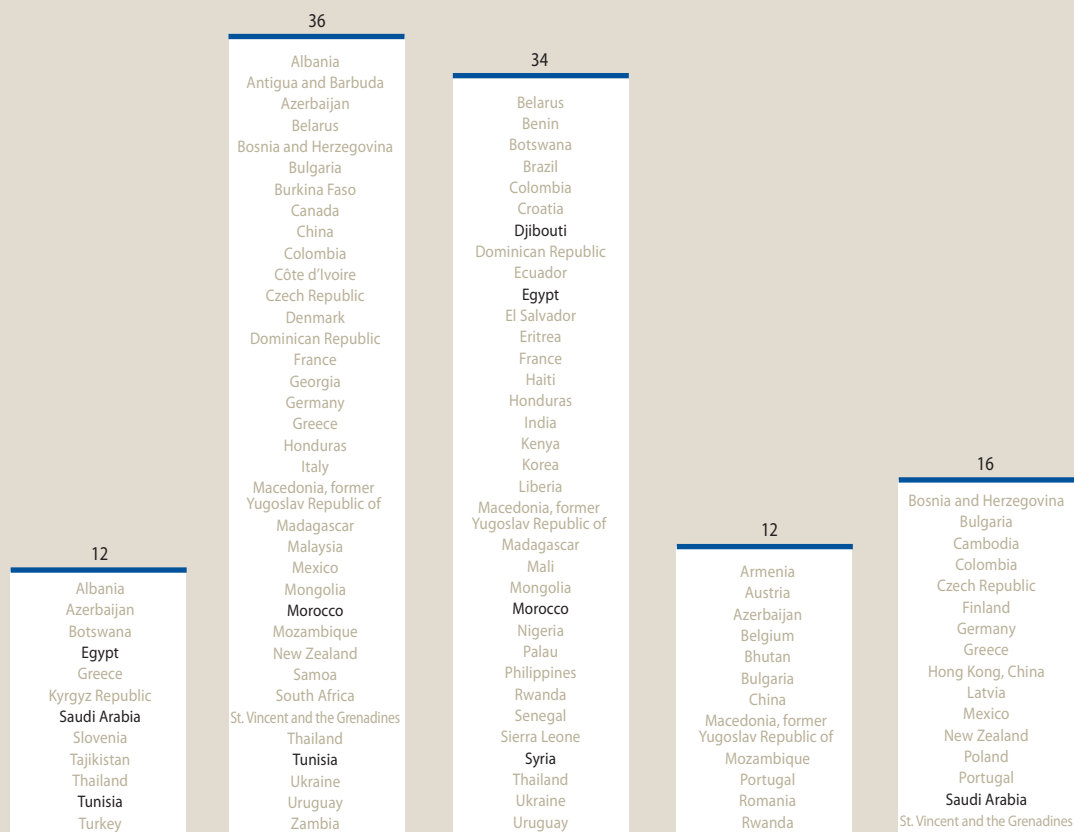 12
Albania
Azerbaijan
Botswana
Egypt
Greece
Kyrgyz Republic
Saudi Arabia
Slovenia
Tajikistan
Thailand
Tunisia
Turkey
36
Albania
Antigua and Barbuda
Azerbaijan
Belarus
Bosnia and Herzegovina
Bulgaria
Burkina Faso
Canada
China
Colombia
Côte d'Ivoire
Czech Republic
Denmark
Dominican Republic
France
Georgia
Germany
Greece
Honduras
Italy
Macedonia, former
Yugoslav Republic of
Madagascar
Malaysia
Mexico
Mongolia
Morocco
Mozambique
New Zealand
Samoa
South Africa
St. Vincent and the Grenadines
Thailand
Tunisia
Ukraine
Uruguay
Zambia
34
Belarus
Benin
Botswana
Brazil
Colombia
Croatia
Djibouti
Dominican Republic
Ecuador
Egypt
El Salvador
Eritrea
France
Haiti
Honduras
India
Kenya
Korea
Liberia
Macedonia, former
Yugoslav Republic of
Madagascar
Mali
Mongolia
Morocco
Nigeria
Palau
Philippines
Rwanda
Senegal
Sierra Leone
Syria
Thailand
Ukraine
Uruguay
12
Armenia
Austria
Azerbaijan
Belgium
Bhutan
Bulgaria
China
Macedonia, former
Yugoslav Republic of
Mozambique
Portugal
Romania
Rwanda
16
Bosnia and Herzegovina
Bulgaria
Cambodia
Colombia
Czech Republic
Finland
Germany
Greece
Hong Kong, China
Latvia
Mexico
New Zealand
Poland
Portugal
Saudi Arabia
St. Vincent and the Grenadines